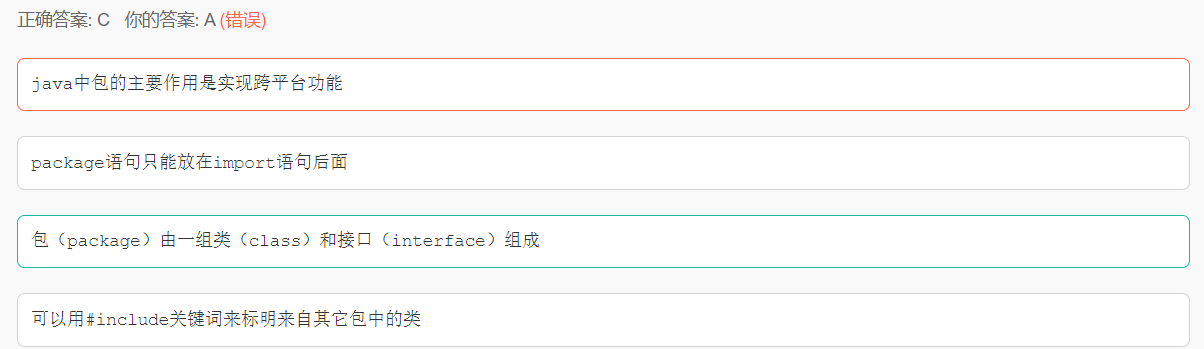 正确答案: C 你的答案: A (错误)
java中包的主要作用是实现跨平台功能
package语句只能放在import语句后面
包（package）由一组类（class）和接口（interface）组成
可以用#include关键词来标明来自其它包中的类